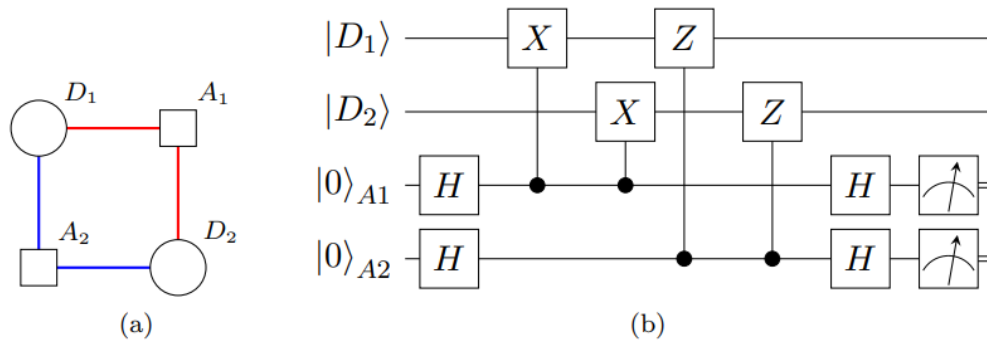 D₁
A₁
A₂
D₂
(a)
|D₁⟩ X Z
|D₂⟩ X Z
|0⟩A1 H H
|0⟩A2 H H
(b)